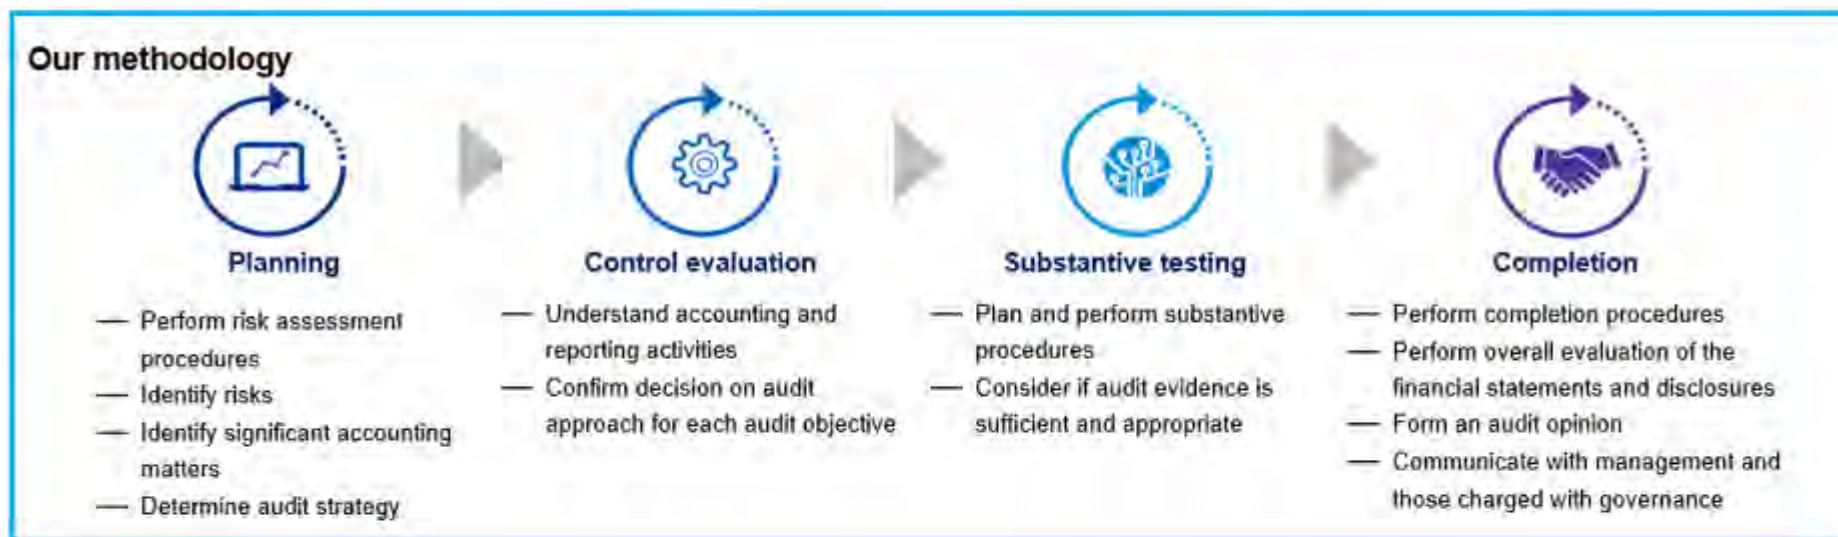 Our methodology
Planning
— Perform risk assessment
procedures
— Identify risks
— Identify significant accounting
matters
— Determine audit strategy
Control evaluation
— Understand accounting and
reporting activities
— Confirm decision on audit
approach for each audit objective
Substantive testing
— Plan and perform substantive
procedures
— Consider if audit evidence is
sufficient and appropriate
Completion
— Perform completion procedures
— Perform overall evaluation of the
financial statements and disclosures
— Form an audit opinion
— Communicate with management and
those charged with governance